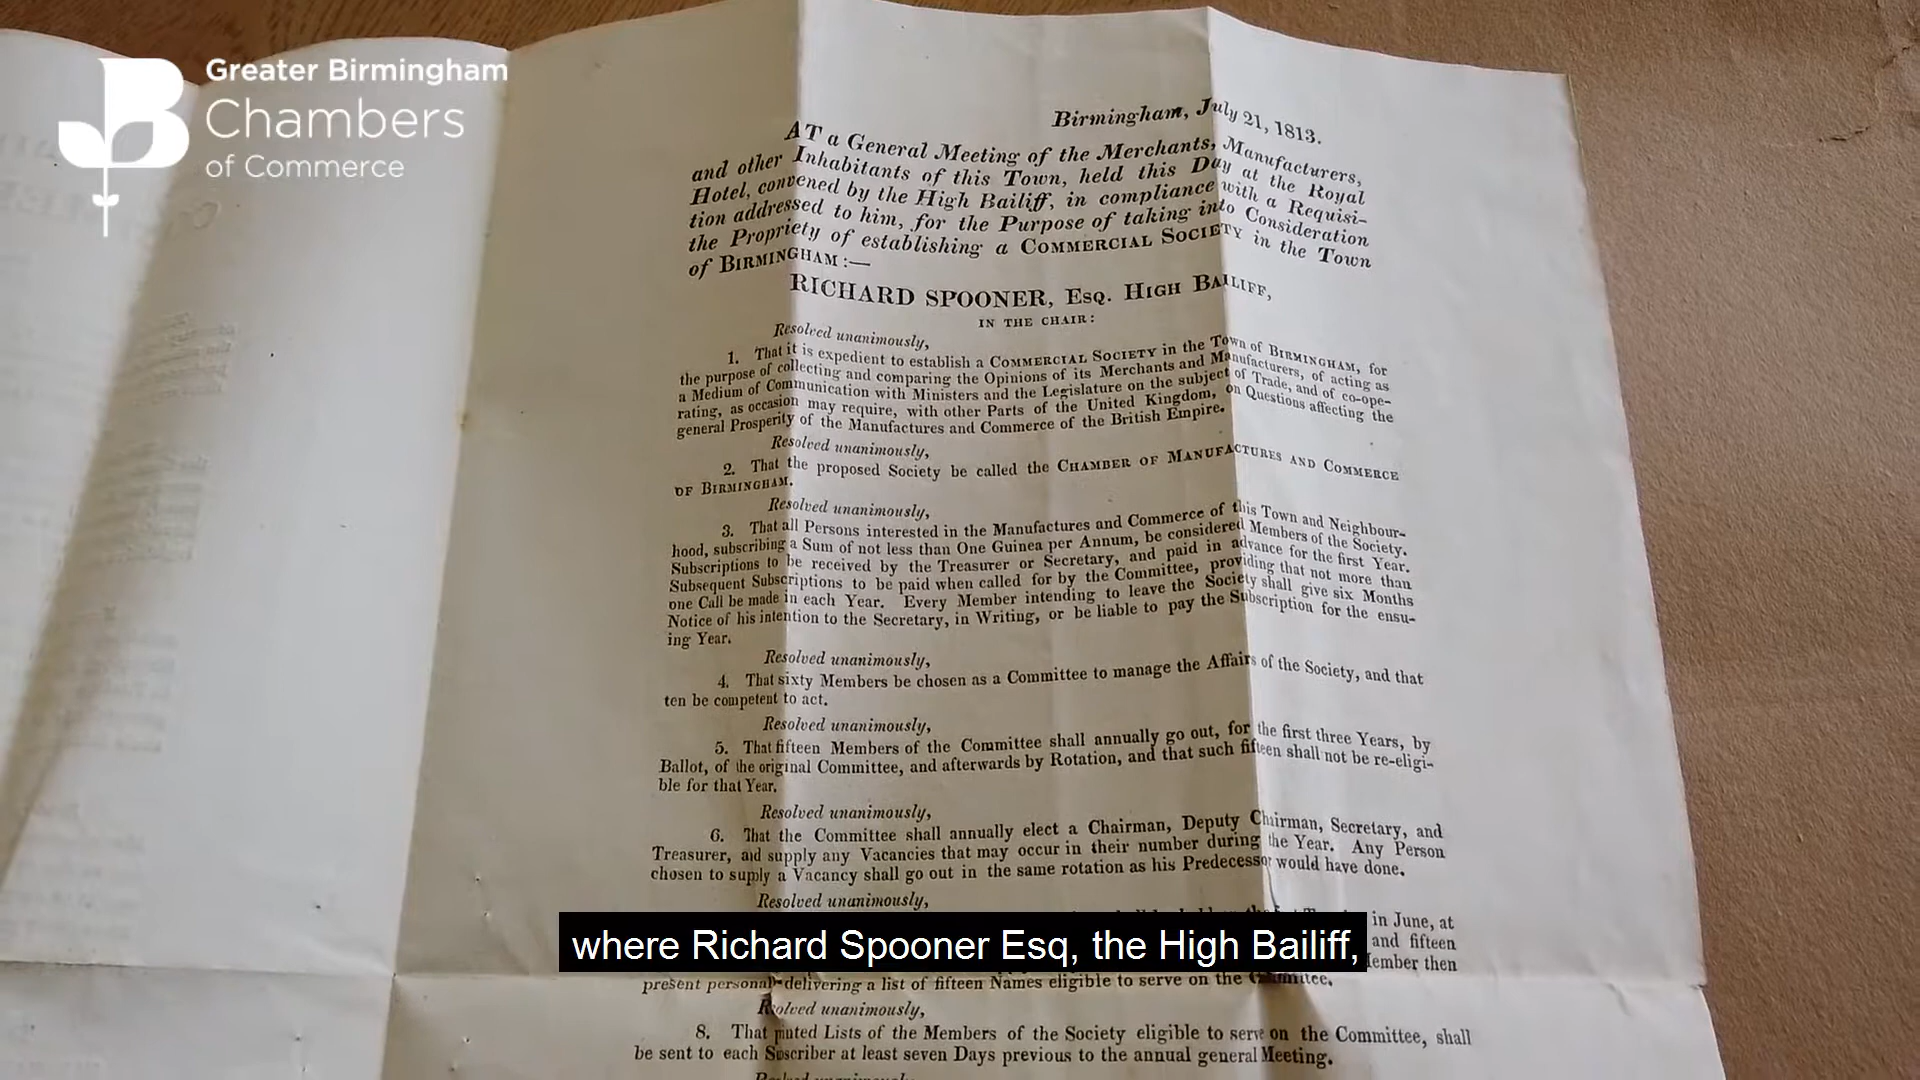 Greater Birmingham
Chambers
of Commerce
Birmingham, July 21, 1813.
AT a General Meeting of the Merchants, Manufacturers,
and other Inhabitants of this Town, held this Day at the Royal
Hotel, convened by the High Bailiff, in compliance with a Requisi-
tion addressed to him, for the Purpose of taking into Consideration
the Propriety of establishing a COMMERCIAL SOCIETY in the Town
of BIRMINGHAM :—
RICHARD SPOONER, ESQ. HIGH BAILIFF,
IN THE CHAIR:
Resolved unanimously,
1. That it is expedient to establish a COMMERCIAL SOCIETY in the Town of BIRMINGHAM, for
the purpose of collecting and comparing the Opinions of its Merchants and Manufacturers, of acting as
a Medium of Communication with Ministers and the Legislature on the subject of Trade, and of co-ope-
rating, as occasion may require, with other Parts of the United Kingdom, on Questions affecting the
general Prosperity of the Manufactures and Commerce of the British Empire.
Resolved unanimously,
2. That the proposed Society be called the CHAMBER OF MANUFACTURES AND COMMERCE
OF BIRMINGHAM.
Resolved unanimously,
3. That all Persons interested in the Manufactures and Commerce of this Town and Neighbour-
hood, subscribing a Sum of not less than One Guinea per Annum, be considered Members of the Society.
Subscriptions to be received by the Treasurer or Secretary, and paid in advance for the first Year.
Subsequent Subscriptions to be paid when called for by the Committee, providing that not more than
one Call be made in each Year. Every Member intending to leave the Society shall give six Months
Notice of his intention to the Secretary, in Writing, or be liable to pay the Subscription for the ensu-
ing Year.
Resolved unanimously,
4. That sixty Members be chosen as a Committee to manage the Affairs of the Society, and that
ten be competent to act.
Resolved unanimously,
5. That fifteen Members of the Committee shall annually go out, for the first three Years, by
Ballot, of the original Committee, and afterwards by Rotation, and that such fifteen shall not be re-eligi-
ble for that Year.
Resolved unanimously,
6. That the Committee shall annually elect a Chairman, Deputy Chairman, Secretary, and
Treasurer, and supply any Vacancies that may occur in their number during the Year. Any Person
chosen to supply a Vacancy shall go out in the same rotation as his Predecessor would have done.
Resolved unanimously,
in June, at
and fifteen
Member then
where Richard Spooner Esq, the High Bailiff,
present personally delivering a list of fifteen Names eligible to serve on the Committee.
Resolved unanimously,
8. That printed Lists of the Members of the Society eligible to serve on the Committee, shall
be sent to each Subscriber at least seven Days previous to the annual general Meeting.
Resolved unanimously,